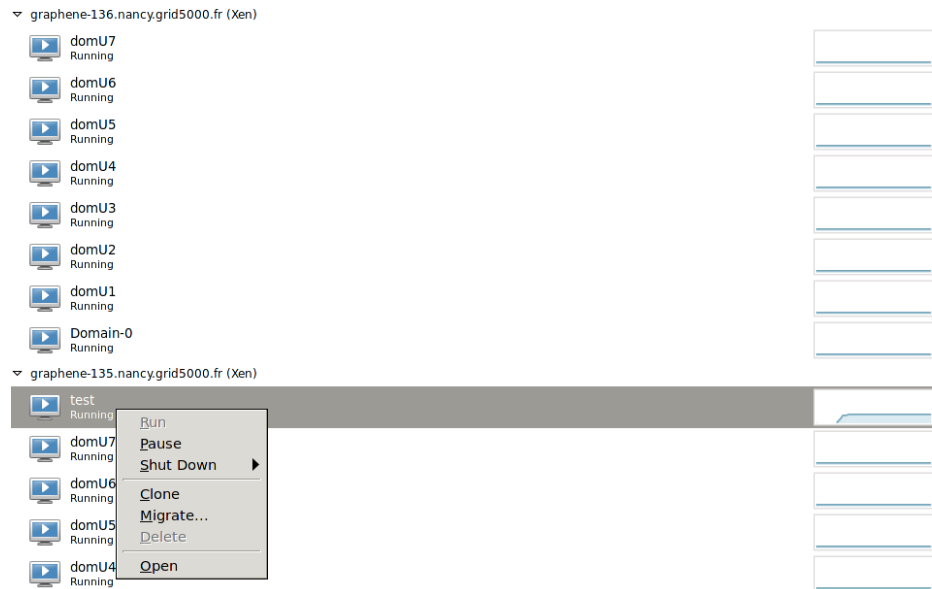 graphene-136.nancy.grid5000.fr (Xen)
domU7
Running
domU6
Running
domU5
Running
domU4
Running
domU3
Running
domU2
Running
domU1
Running
Domain-0
Running
graphene-135.nancy.grid5000.fr (Xen)
test
Running
Run
Pause
Shut Down
Clone
Migrate...
Delete
Open
domU7
Running
domU6
Running
domU5
Running
domU4
Running